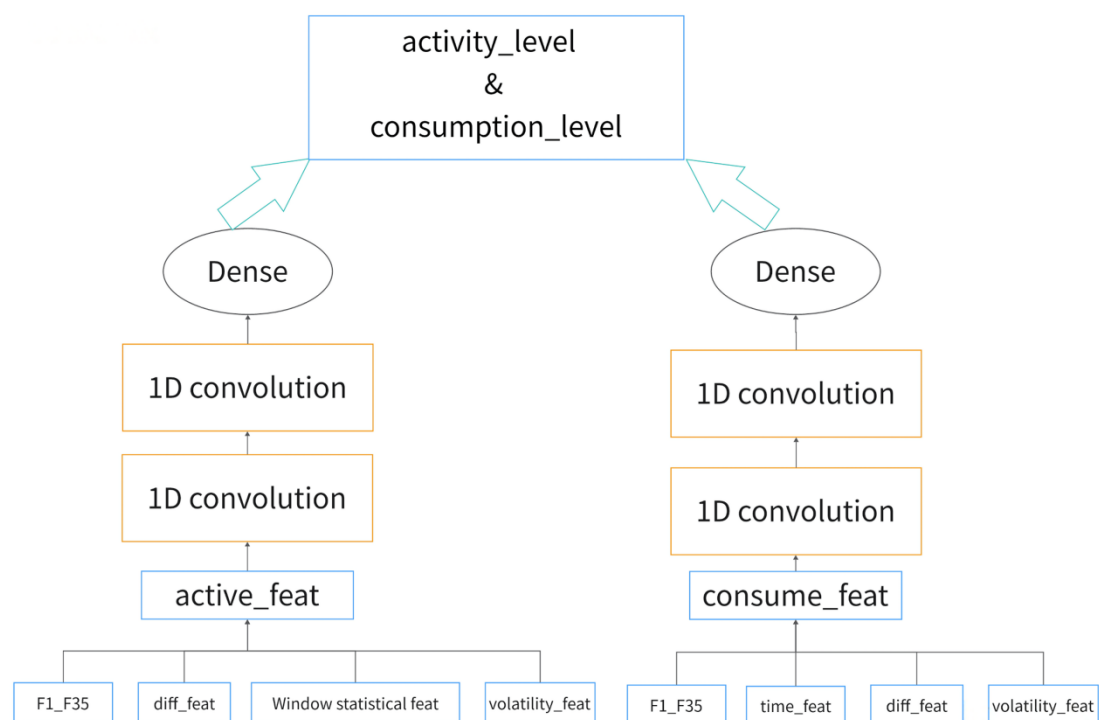 activity_level
&
consumption_level
Dense
Dense
1D convolution
1D convolution
1D convolution
1D convolution
active_feat
consume_feat
F1_F35
diff_feat
Window statistical feat
volatility_feat
F1_F35
time_feat
diff_feat
volatility_feat